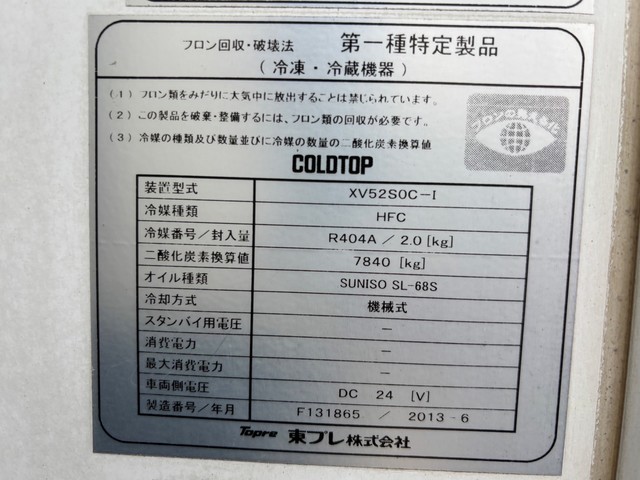 フロン回収・破壊法 第一種特定製品
（冷凍・冷蔵機器）
(1) フロン類をみだりに大気中に放出することは禁じられています。
(2) この製品を破棄・整備するには、フロン類の回収が必要です。
(3) 冷媒の種類及び数量並びに冷媒の数量の二酸化炭素換算値
フロンの見える化
COLDTOP
装置型式 XV52S0C-I
冷媒種類 HFC
冷媒番号／封入量 R404A ／ 2.0 [kg]
二酸化炭素換算値 7840 [kg]
オイル種類 SUNISO SL-68S
冷却方式 機械式
スタンバイ用電圧 －
消費電力 －
最大消費電力 －
車両側電圧 DC 24 [V]
製造番号／年月 F131865 ／ 2013 - 6
Topre 東プレ株式会社